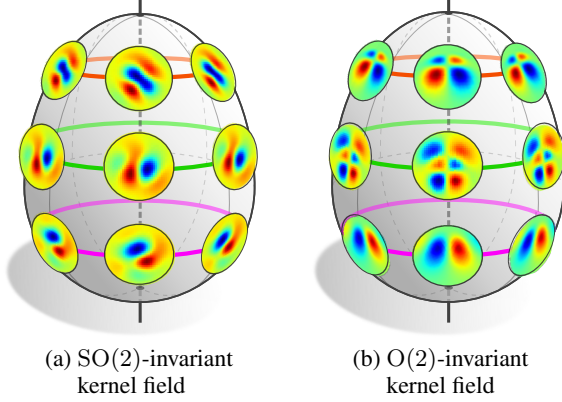 (a) SO(2)-invariant
kernel field
(b) O(2)-invariant
kernel field